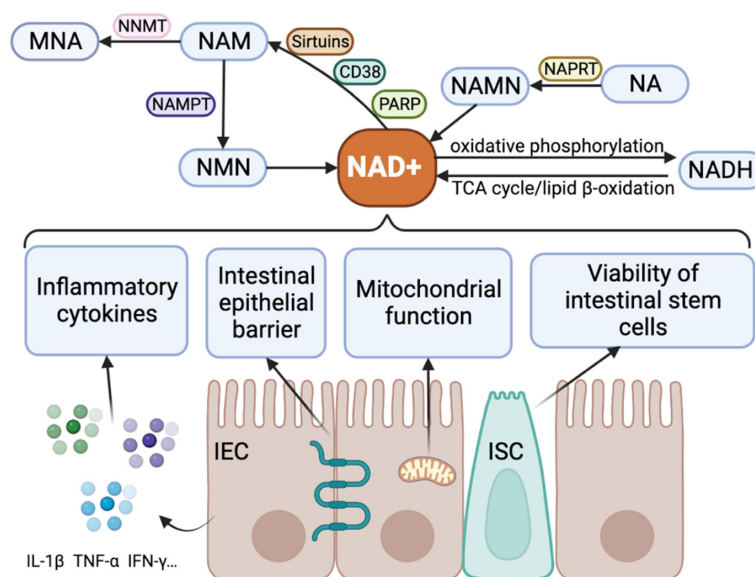 MNA
NNMT
NAM
Sirtuins
CD38
PARP
NAMPT
NMN
NAD+
NAMN
NAPRT
NA
oxidative phosphorylation
TCA cycle/lipid β-oxidation
NADH
Inflammatory
cytokines
Intestinal
epithelial
barrier
Mitochondrial
function
Viability of
intestinal stem
cells
IEC
ISC
IL-1β TNF-α IFN-γ...